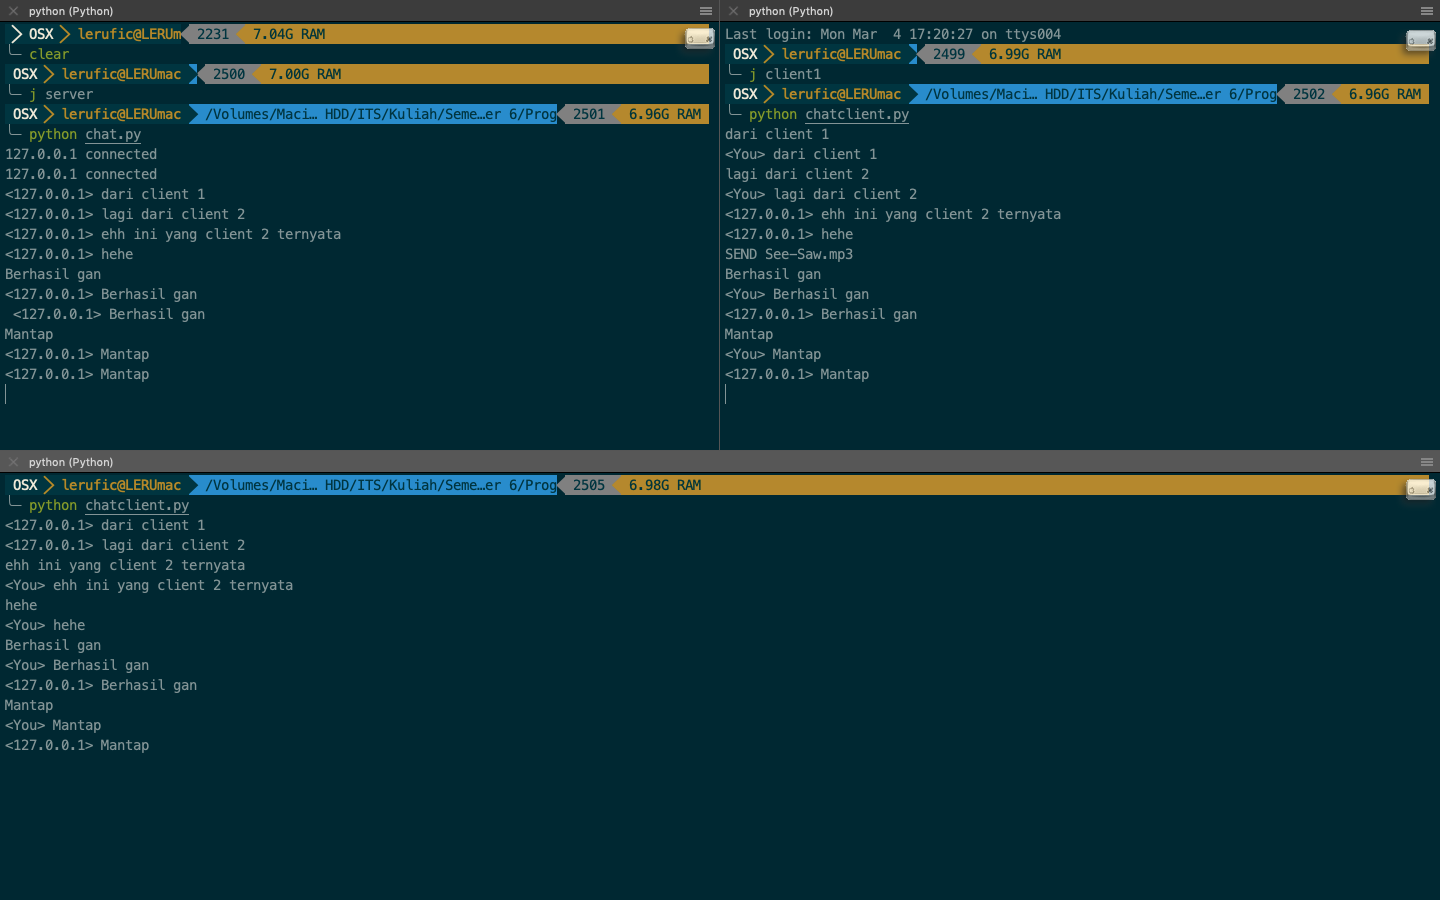 python (Python)
OSX lerufic@LERUm 2231 7.04G RAM
╰─ clear
OSX lerufic@LERUmac 2500 7.00G RAM
╰─ j server
OSX lerufic@LERUmac /Volumes/Maci… HDD/ITS/Kuliah/Seme…er 6/Prog 2501 6.96G RAM
╰─ python chat.py
127.0.0.1 connected
127.0.0.1 connected
<127.0.0.1> dari client 1
<127.0.0.1> lagi dari client 2
<127.0.0.1> ehh ini yang client 2 ternyata
<127.0.0.1> hehe
Berhasil gan
<127.0.0.1> Berhasil gan
<127.0.0.1> Berhasil gan
Mantap
<127.0.0.1> Mantap
<127.0.0.1> Mantap
python (Python)
Last login: Mon Mar  4 17:20:27 on ttys004
OSX lerufic@LERUmac 2499 6.99G RAM
╰─ j client1
OSX lerufic@LERUmac /Volumes/Maci… HDD/ITS/Kuliah/Seme…er 6/Prog 2502 6.96G RAM
╰─ python chatclient.py
dari client 1
<You> dari client 1
lagi dari client 2
<You> lagi dari client 2
<127.0.0.1> ehh ini yang client 2 ternyata
<127.0.0.1> hehe
SEND See-Saw.mp3
Berhasil gan
<You> Berhasil gan
<127.0.0.1> Berhasil gan
Mantap
<You> Mantap
<127.0.0.1> Mantap
python (Python)
OSX lerufic@LERUmac /Volumes/Maci… HDD/ITS/Kuliah/Seme…er 6/Prog 2505 6.98G RAM
╰─ python chatclient.py
<127.0.0.1> dari client 1
<127.0.0.1> lagi dari client 2
ehh ini yang client 2 ternyata
<You> ehh ini yang client 2 ternyata
hehe
<You> hehe
Berhasil gan
<You> Berhasil gan
<127.0.0.1> Berhasil gan
Mantap
<You> Mantap
<127.0.0.1> Mantap